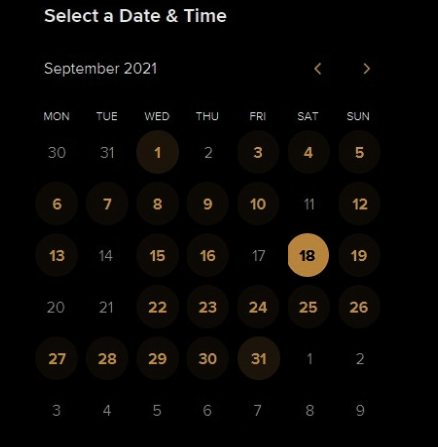 Select a Date & Time
September 2021
MON TUE WED THU FRI SAT SUN
30 31 1 2 3 4 5
6 7 8 9 10 11 12
13 14 15 16 17 18 19
20 21 22 23 24 25 26
27 28 29 30 31 1 2
3 4 5 6 7 8 9